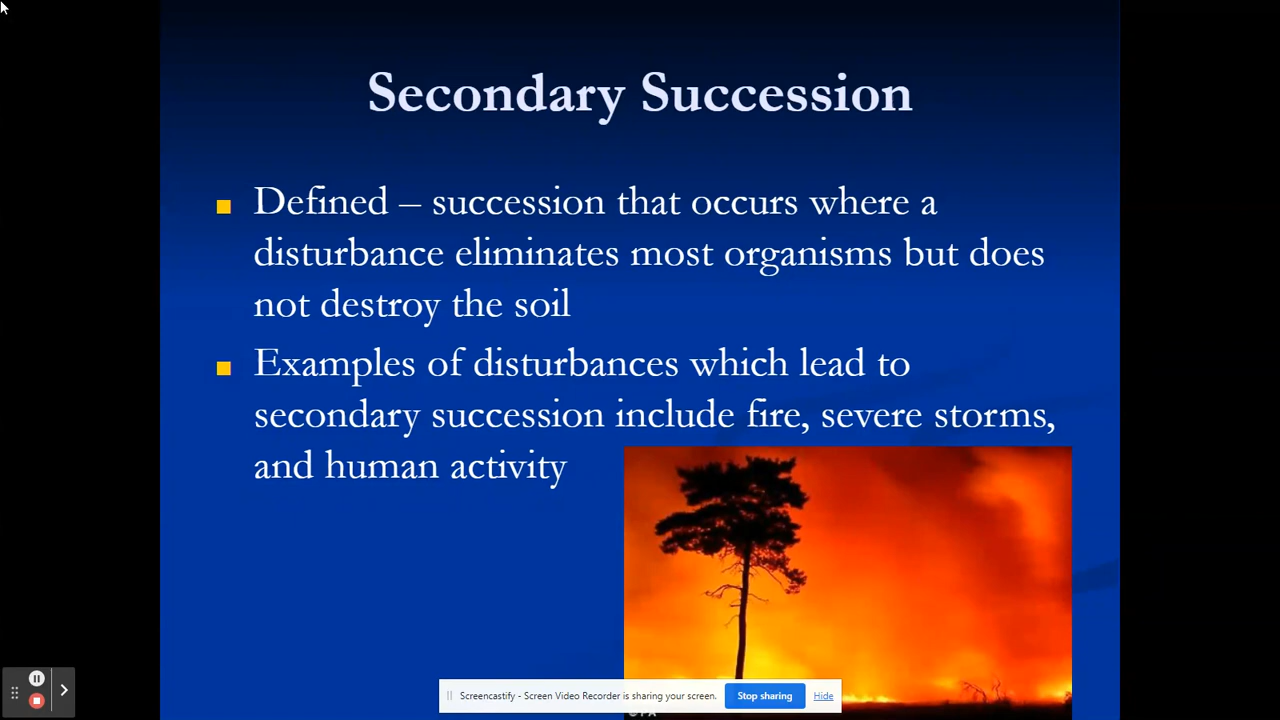 Secondary Succession
Defined – succession that occurs where a
disturbance eliminates most organisms but does
not destroy the soil
Examples of disturbances which lead to
secondary succession include fire, severe storms,
and human activity
Screencastify - Screen Video Recorder is sharing your screen.
Stop sharing
Hide